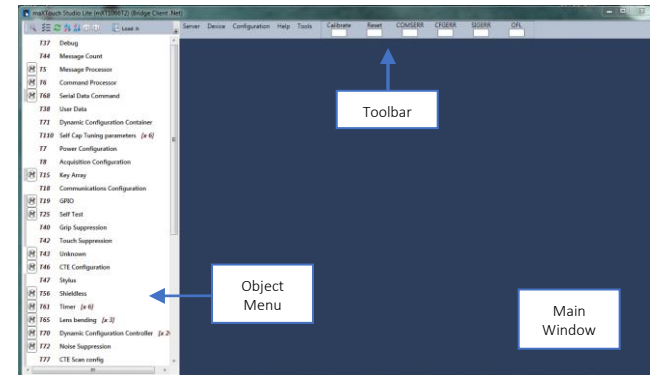 maXTouch Studio Lite (mXT1066T2) (Bridge Client .Net)
Load n
Server Device Configuration Help Tools Calibrate Reset COMSERR CFGERR SIGERR OFL
T37 Debug
T44 Message Count
T5 Message Processor
T6 Command Processor
T68 Serial Data Command
T38 User Data
T71 Dynamic Configuration Container
T110 Self Cap Tuning parameters [x 6]
T7 Power Configuration
T8 Acquisition Configuration
T15 Key Array
T18 Communications Configuration
T19 GPIO
T25 Self Test
T40 Grip Suppression
T42 Touch Suppression
T43 Unknown
T46 CTE Configuration
T47 Stylus
T56 Shieldless
T61 Timer [x 6]
T65 Lens bending [x 3]
T70 Dynamic Configuration Controller [x 2
T72 Noise Suppression
T77 CTE Scan config
Toolbar
Object
Menu
Main
Window